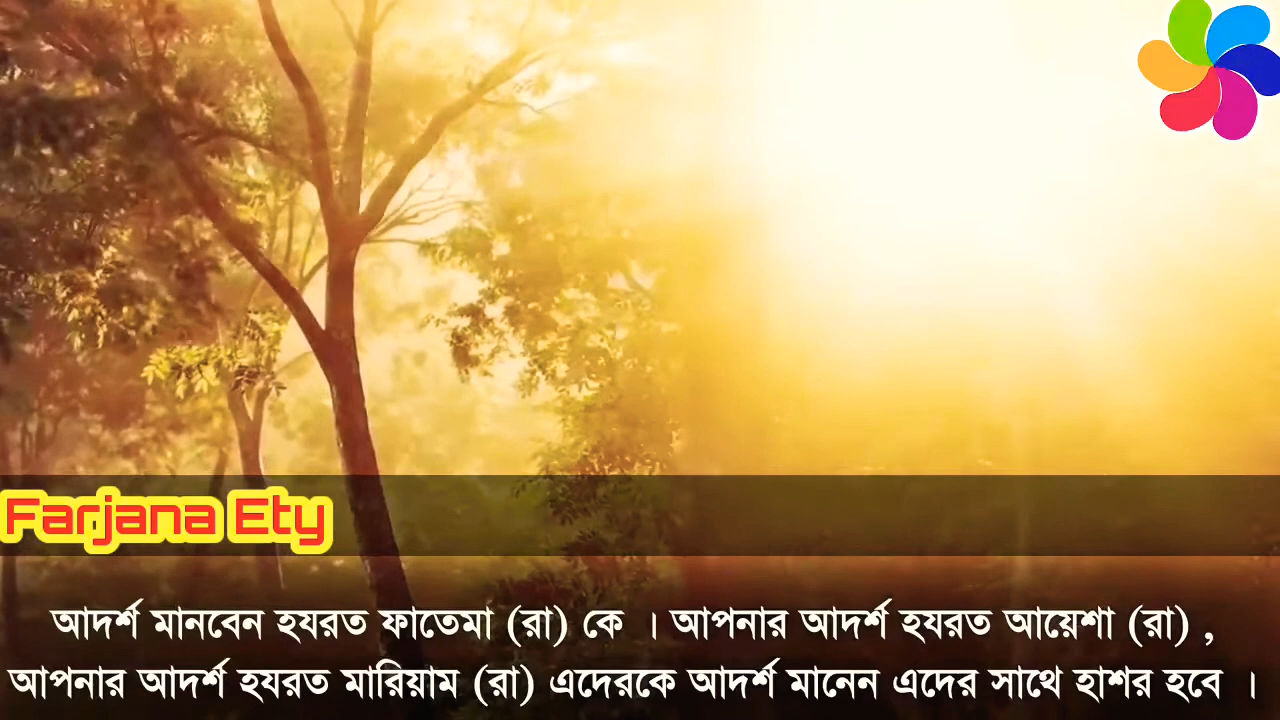 Farjana Ety
আদর্শ মানবেন হযরত ফাতেমা (রা) কে । আপনার আদর্শ হযরত আয়েশা (রা) ,
আপনার আদর্শ হযরত মারিয়াম (রা) এদেরকে আদর্শ মানেন এদের সাথে হাশর হবে ।